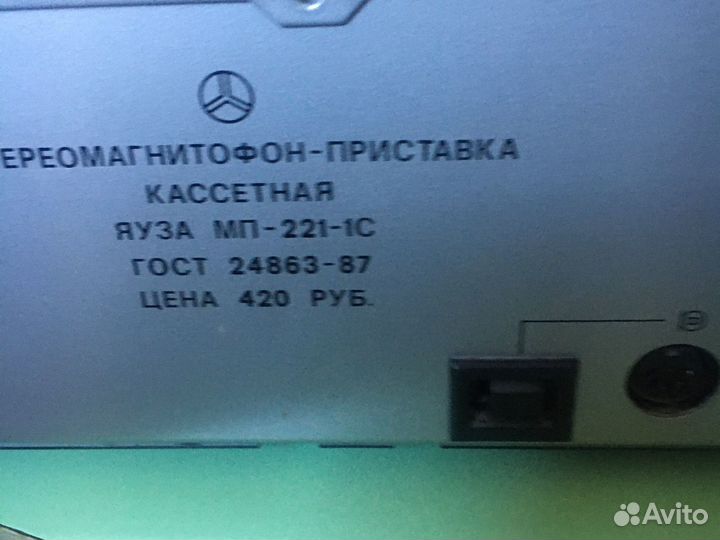 ЕРЕОМАГНИТОФОН-ПРИСТАВКА
КАССЕТНАЯ
ЯУЗА МП-221-1С
ГОСТ 24863-87
ЦЕНА 420 РУБ.
Avito